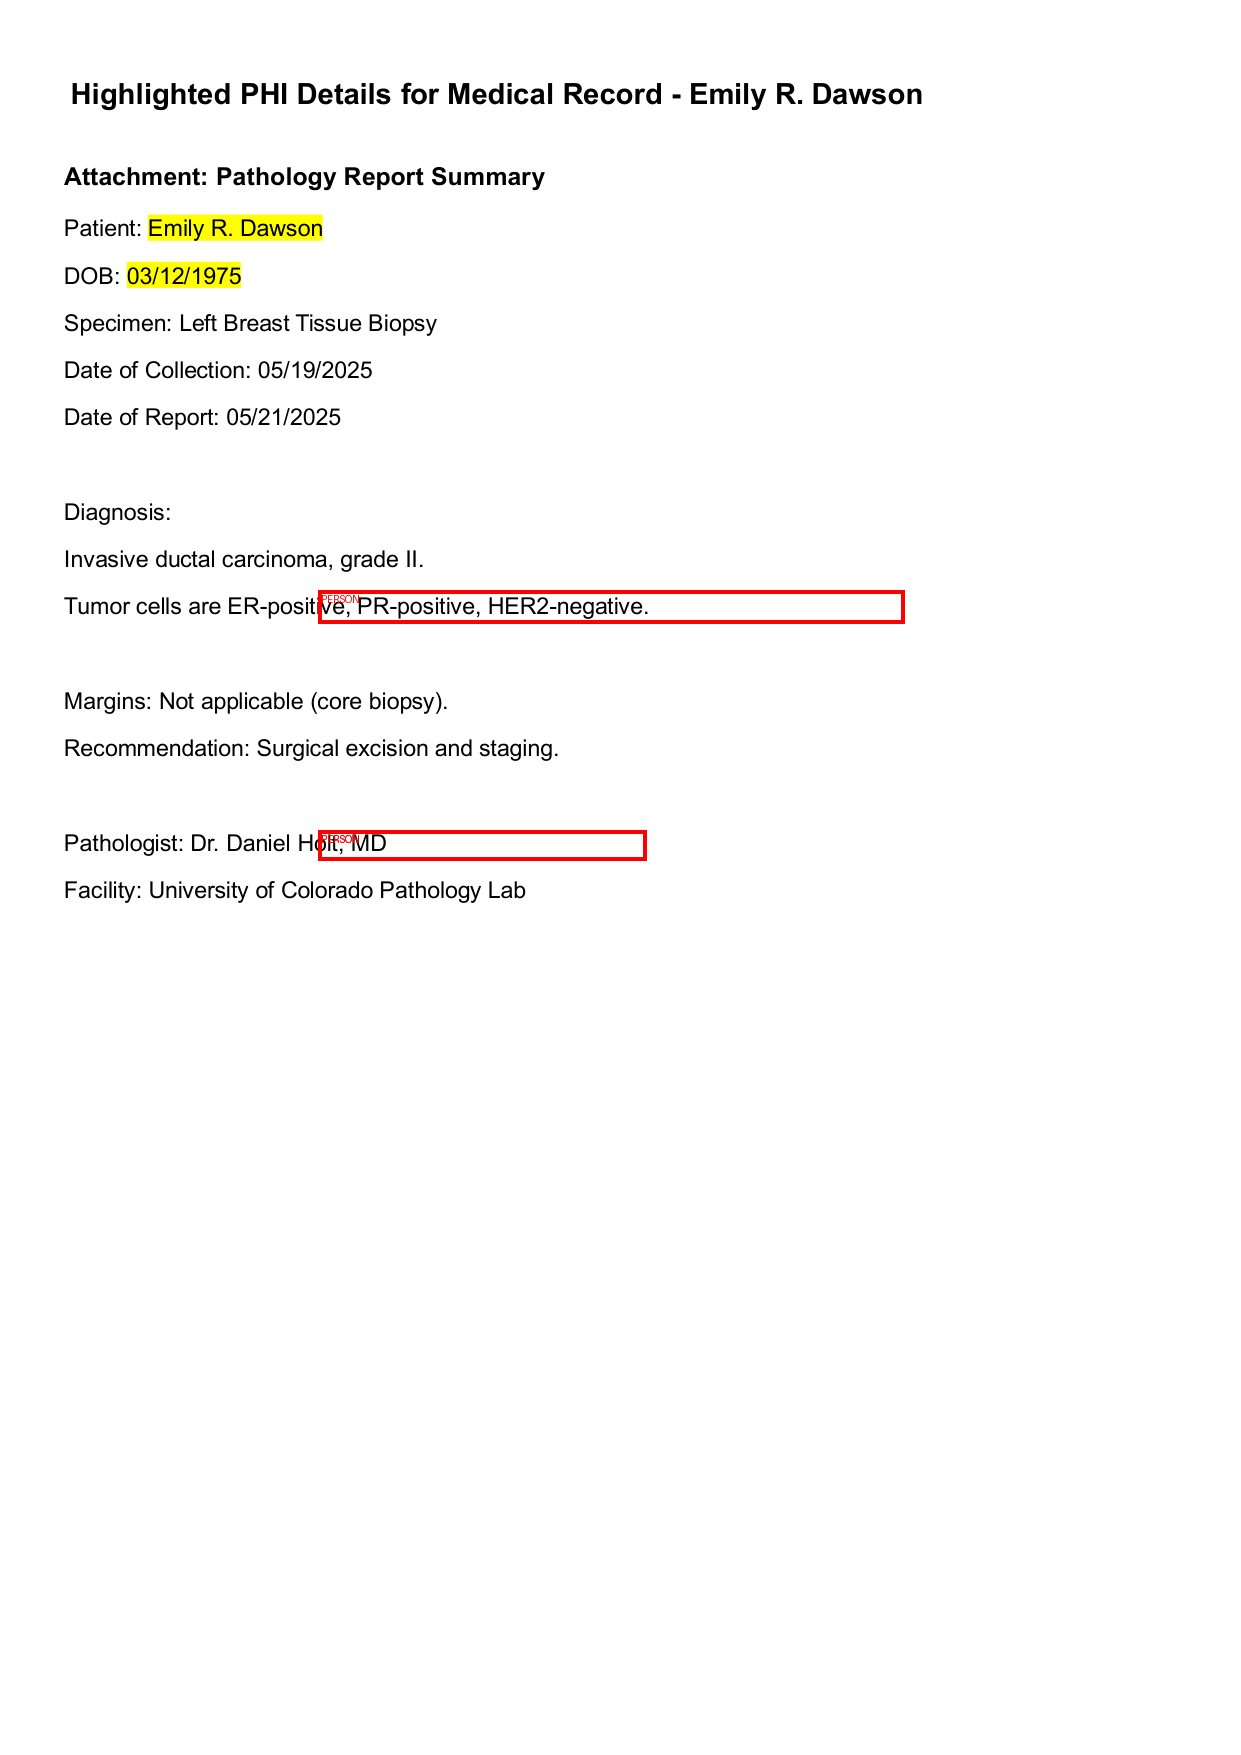 Highlighted PHI Details for Medical Record - Emily R. Dawson
Attachment: Pathology Report Summary
Patient: Emily R. Dawson
DOB: 03/12/1975
Specimen: Left Breast Tissue Biopsy
Date of Collection: 05/19/2025
Date of Report: 05/21/2025
Diagnosis:
Invasive ductal carcinoma, grade II.
PERSON
Tumor cells are ER-positive, PR-positive, HER2-negative.
Margins: Not applicable (core biopsy).
Recommendation: Surgical excision and staging.
PERSON
Pathologist: Dr. Daniel Holt, MD
Facility: University of Colorado Pathology Lab